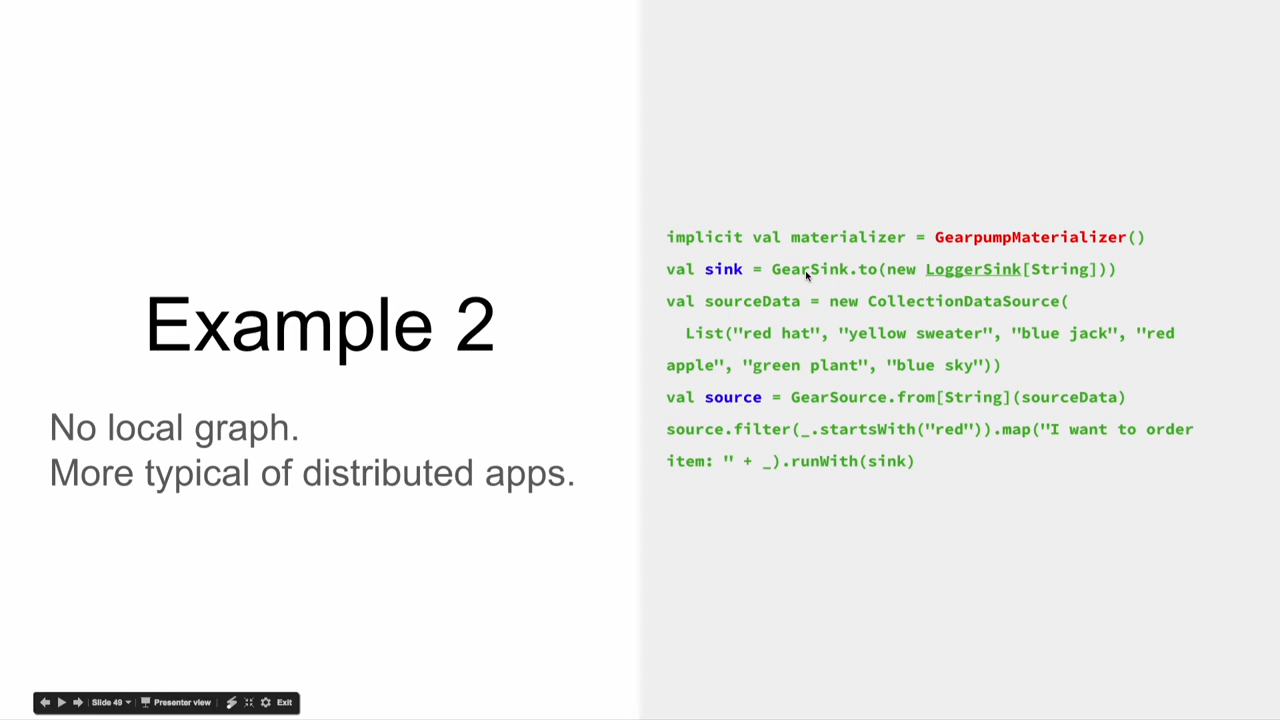 Example 2
No local graph.
More typical of distributed apps.
implicit val materializer = GearpumpMaterializer()
val sink = GearSink.to(new LoggerSink[String]))
val sourceData = new CollectionDataSource(
List("red hat", "yellow sweater", "blue jack", "red
apple", "green plant", "blue sky"))
val source = GearSource.from[String](sourceData)
source.filter(_.startsWith("red")).map("I want to order
item: " + _).runWith(sink)
Slide 49
Presenter view
Exit